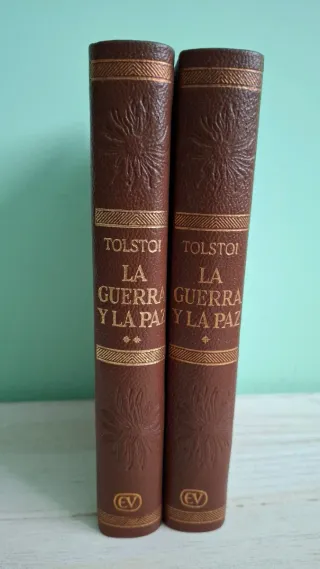 TOLSTOI
LA
GUERRA
Y LA PAZ
**
EV
TOLSTOI
LA
GUERRA
Y LA PAZ
*
EV